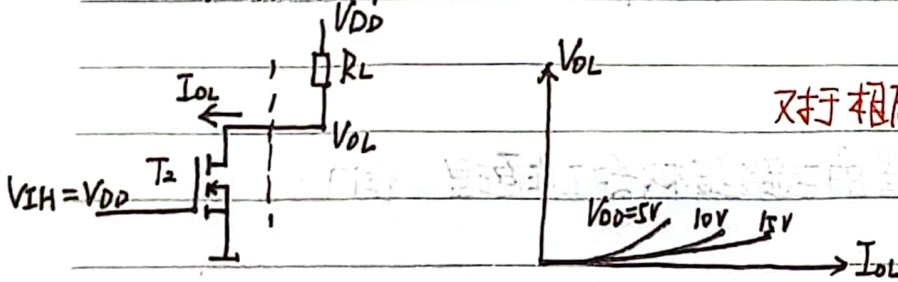 VDD
RL
IOL
VOL
T2
VIH=VDD
VOL
对于相
VDD=5V 10V 15V
IOL